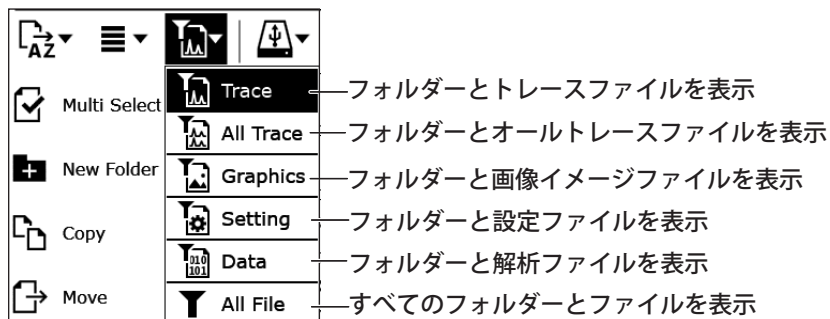 AZ
Multi Select
New Folder
Copy
Move
Trace
フォルダーとトレースファイルを表示
All Trace
フォルダーとオールトレースファイルを表示
Graphics
フォルダーと画像イメージファイルを表示
Setting
フォルダーと設定ファイルを表示
010
101
Data
フォルダーと解析ファイルを表示
All File
すべてのフォルダーとファイルを表示